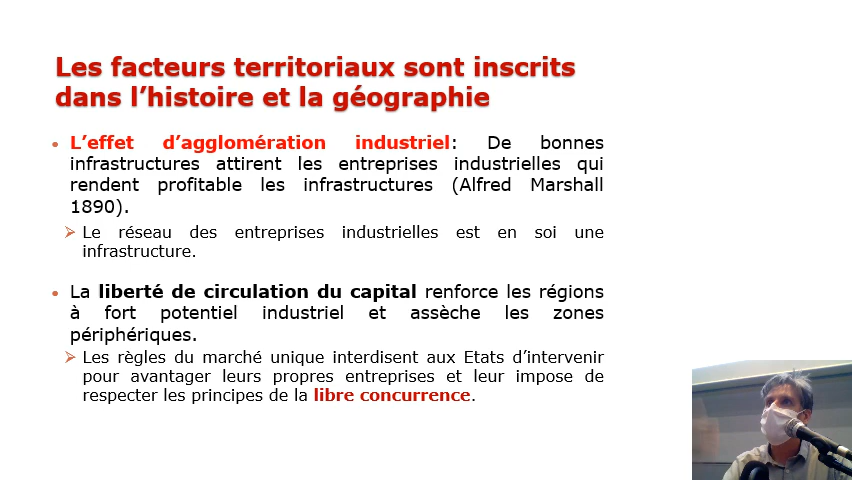 Les facteurs territoriaux sont inscrits
dans l'histoire et la géographie
• L'effet d'agglomération industriel: De bonnes
infrastructures attirent les entreprises industrielles qui
rendent profitable les infrastructures (Alfred Marshall
1890).
➢ Le réseau des entreprises industrielles est en soi une
infrastructure.
• La liberté de circulation du capital renforce les régions
à fort potentiel industriel et assèche les zones
périphériques.
➢ Les règles du marché unique interdisent aux Etats d'intervenir
pour avantager leurs propres entreprises et leur impose de
respecter les principes de la libre concurrence.